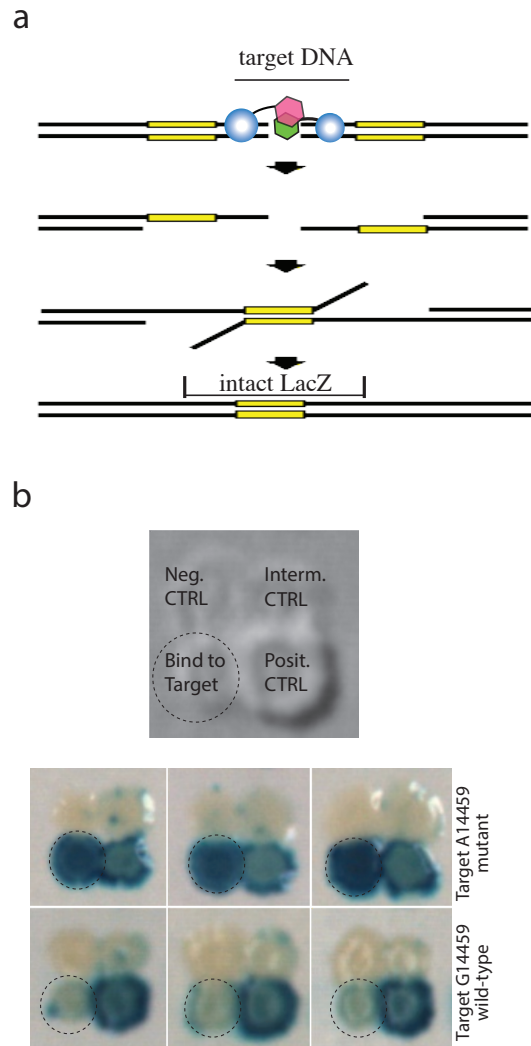 a
target DNA
intact LacZ
b
Neg.
CTRL
Interm.
CTRL
Bind to
Target
Posit.
CTRL
Target A14459
mutant
Target G14459
wild-type